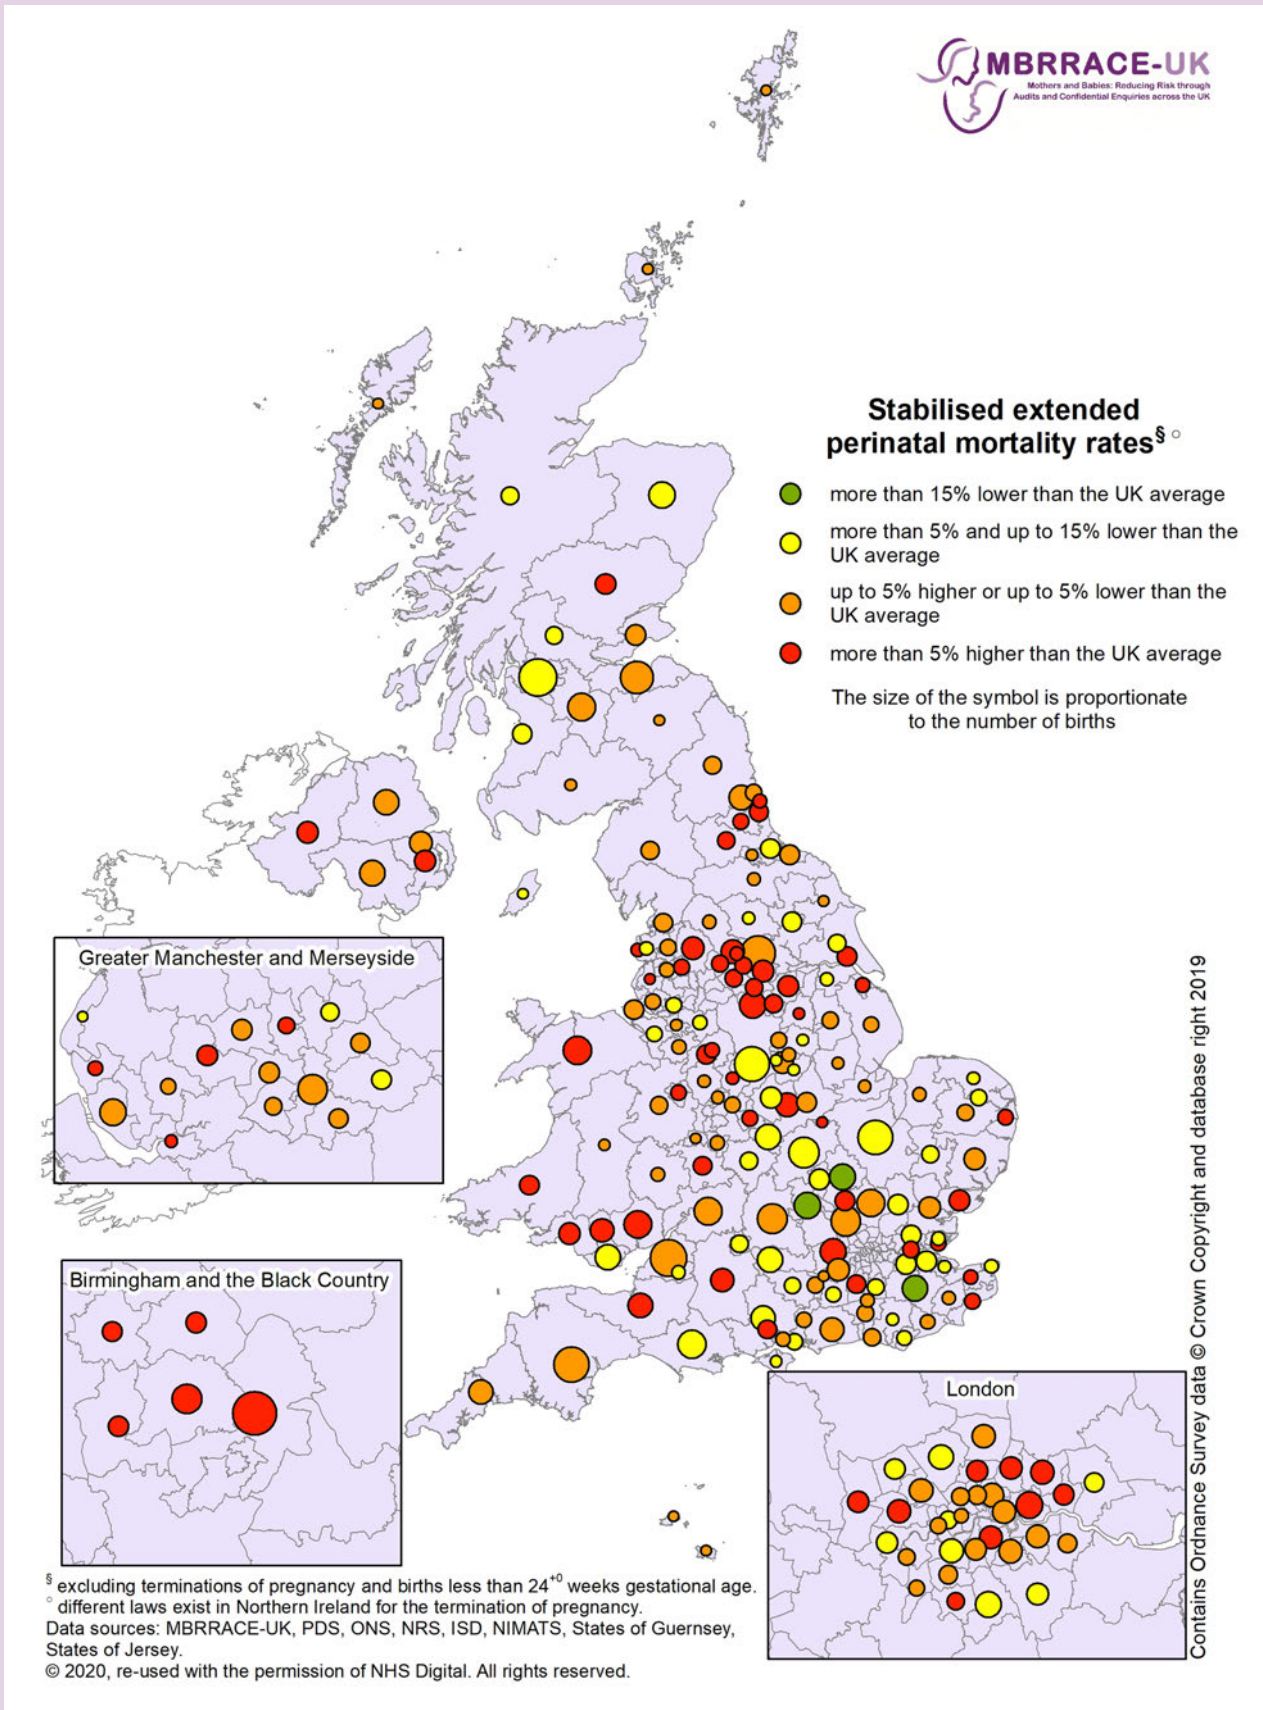 MBRRACE-UK
Mothers and Babies: Reducing Risk through
Audits and Confidential Enquiries across the UK
Stabilised extended
perinatal mortality rates§ ○
more than 15% lower than the UK average
more than 5% and up to 15% lower than the
UK average
up to 5% higher or up to 5% lower than the
UK average
more than 5% higher than the UK average
The size of the symbol is proportionate
to the number of births
Greater Manchester and Merseyside
Birmingham and the Black Country
London
Contains Ordnance Survey data © Crown Copyright and database right 2019
§ excluding terminations of pregnancy and births less than 24+0 weeks gestational age.
○ different laws exist in Northern Ireland for the termination of pregnancy.
Data sources: MBRRACE-UK, PDS, ONS, NRS, ISD, NIMATS, States of Guernsey,
States of Jersey.
© 2020, re-used with the permission of NHS Digital. All rights reserved.